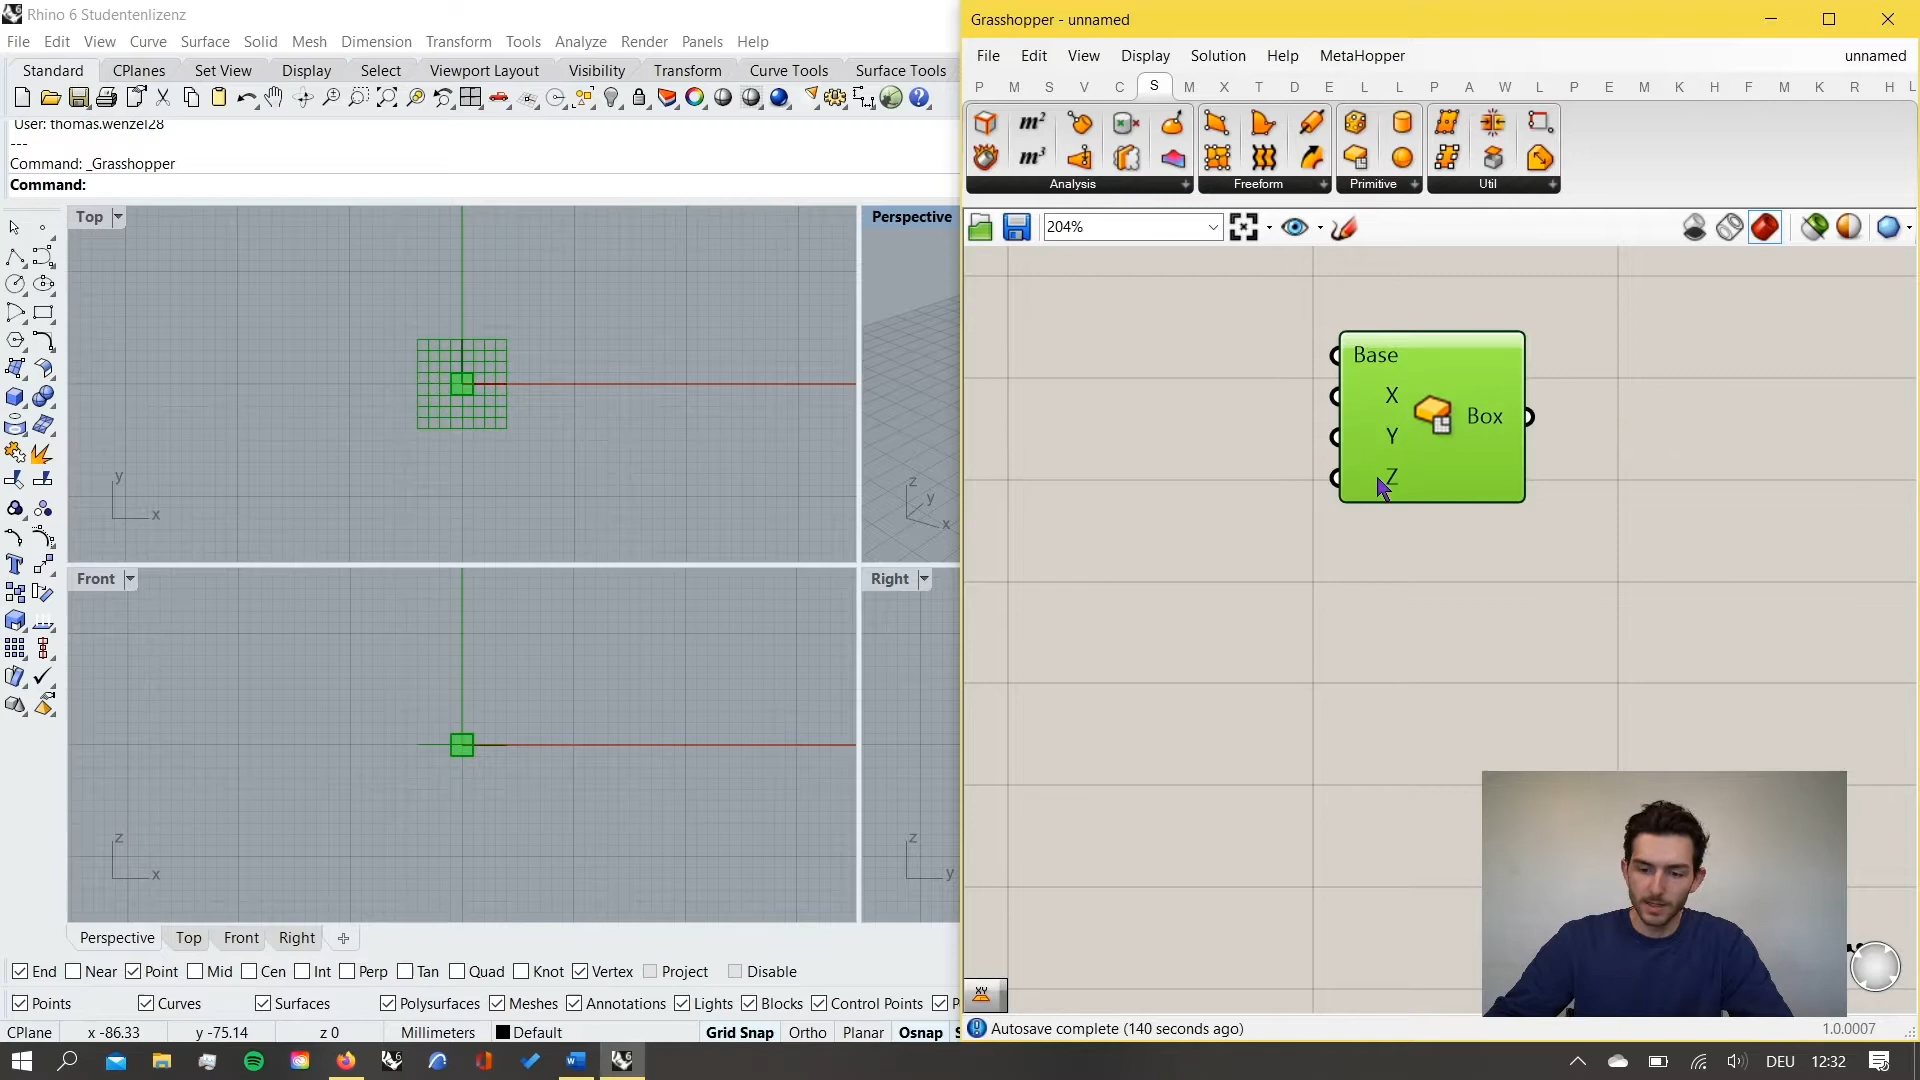 Rhino 6 Studentenlizenz
File Edit View Curve Surface Solid Mesh Dimension Transform Tools Analyze Render Panels Help
Standard CPlanes Set View Display Select Viewport Layout Visibility Transform Curve Tools Surface Tools
User: thomas.wenzel28
---
Command: _Grasshopper
Command:
Top
Perspective
y
x
z
y
x
Front
Right
z
x
z
y
Perspective Top Front Right
End Near Point Mid Cen Int Perp Tan Quad Knot Vertex Project Disable
Points Curves Surfaces Polysurfaces Meshes Annotations Lights Blocks Control Points P
CPlane x -86.33 y -75.14 z 0 Millimeters Default Grid Snap Ortho Planar Osnap
Grasshopper - unnamed
File Edit View Display Solution Help MetaHopper unnamed
P M S V C S M X T D E L L P A W L P E M K H F M K R H L
m²
m³
Analysis Freeform Primitive Util
204%
Base
X
Y
Z
Box
XY
Autosave complete (140 seconds ago) 1.0.0007
DEU 12:32